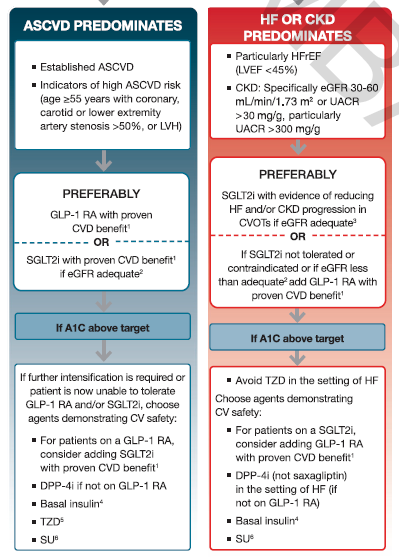 ASCVD PREDOMINATES
▪ Established ASCVD
▪ Indicators of high ASCVD risk
(age ≥55 years with coronary,
carotid or lower extremity
artery stenosis >50%, or LVH)
PREFERABLY
GLP-1 RA with proven
CVD benefit¹
OR
SGLT2i with proven CVD benefit¹
if eGFR adequate²
If A1C above target
If further intensification is required or
patient is now unable to tolerate
GLP-1 RA and/or SGLT2i, choose
agents demonstrating CV safety:
▪ For patients on a GLP-1 RA,
consider adding SGLT2i
with proven CVD benefit¹
▪ DPP-4i if not on GLP-1 RA
▪ Basal insulin⁴
▪ TZD⁵
▪ SU⁶
HF OR CKD
PREDOMINATES
▪ Particularly HFrEF
(LVEF <45%)
▪ CKD: Specifically eGFR 30-60
mL/min/1.73 m² or UACR
>30 mg/g, particularly
UACR >300 mg/g
PREFERABLY
SGLT2i with evidence of reducing
HF and/or CKD progression in
CVOTs if eGFR adequate³
OR
If SGLT2i not tolerated or
contraindicated or if eGFR less
than adequate² add GLP-1 RA with
proven CVD benefit¹
If A1C above target
▪ Avoid TZD in the setting of HF
Choose agents demonstrating
CV safety:
▪ For patients on a SGLT2i,
consider adding GLP-1 RA
with proven CVD benefit¹
▪ DPP-4i (not saxagliptin)
in the setting of HF (if
not on GLP-1 RA)
▪ Basal insulin⁴
▪ SU⁶